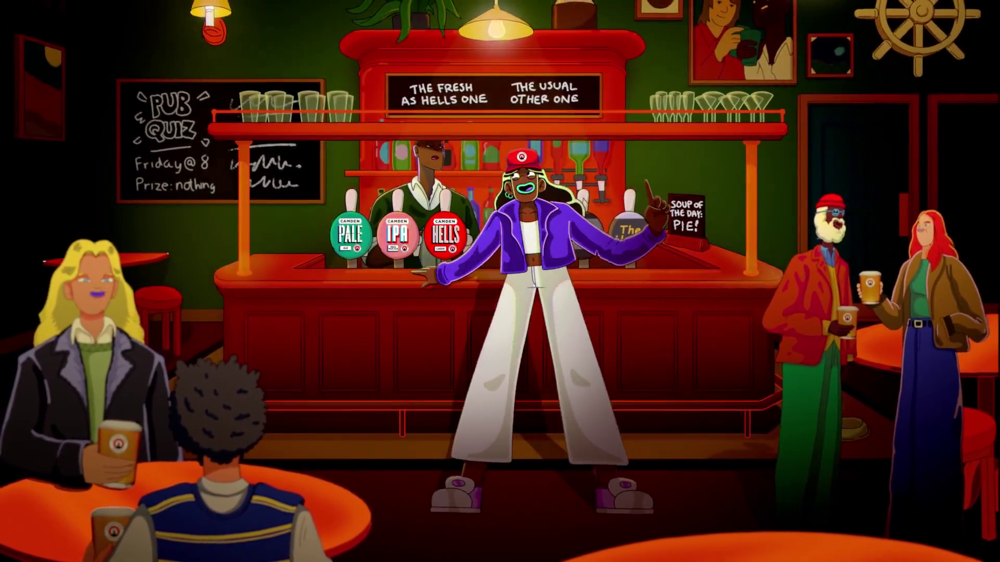 THE FRESH
AS HELLS ONE
THE USUAL
OTHER ONE
PUB
QUIZ
Friday@ 8
Prize: nothing
SOUP OF
THE DAY:
PIE!
CAMDEN
PALE
ALE
CAMDEN
IPA
CAMDEN
HELLS
LAGER
The